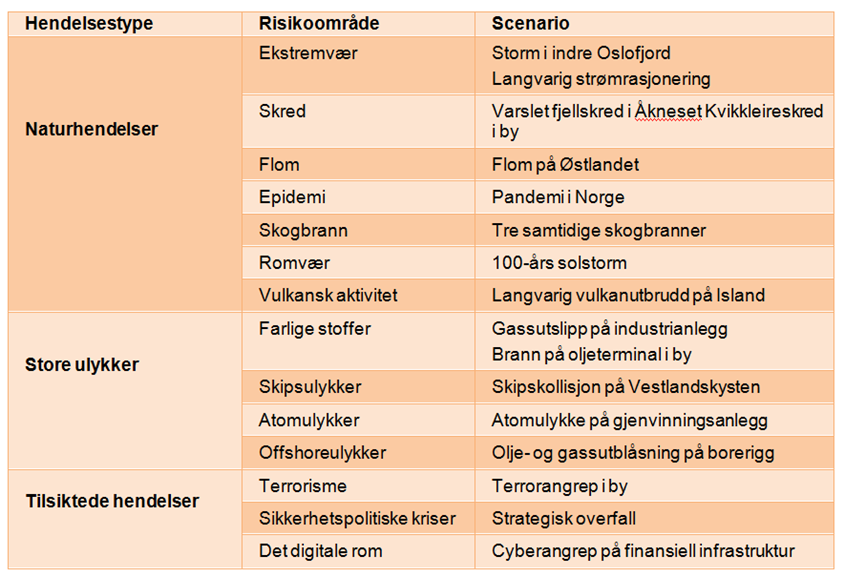 Hendelsestype Risikoområde Scenario
Naturhendelser
Ekstremvær Storm i indre Oslofjord
Langvarig strømrasjonering
Skred Varslet fjellskred i Åkneset Kvikkleireskred
i by
Flom Flom på Østlandet
Epidemi Pandemi i Norge
Skogbrann Tre samtidige skogbranner
Romvær 100-års solstorm
Vulkansk aktivitet Langvarig vulkanutbrudd på Island
Store ulykker
Farlige stoffer Gassutslipp på industrianlegg
Brann på oljeterminal i by
Skipsulykker Skipskollisjon på Vestlandskysten
Atomulykker Atomulykke på gjenvinningsanlegg
Offshoreulykker Olje- og gassutblåsning på borerigg
Tilsiktede hendelser
Terrorisme Terrorangrep i by
Sikkerhetspolitiske kriser Strategisk overfall
Det digitale rom Cyberangrep på finansiell infrastruktur